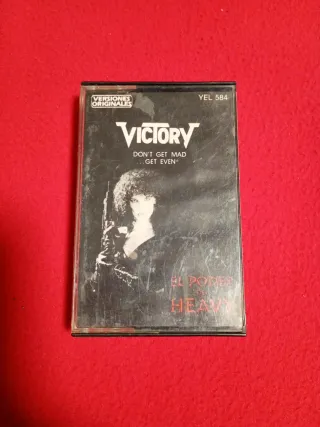 VERSIONES
ORIGINALES
YEL 584
VICTORY
DON'T GET MAD
...GET EVEN"
EL PODER
HEAVY